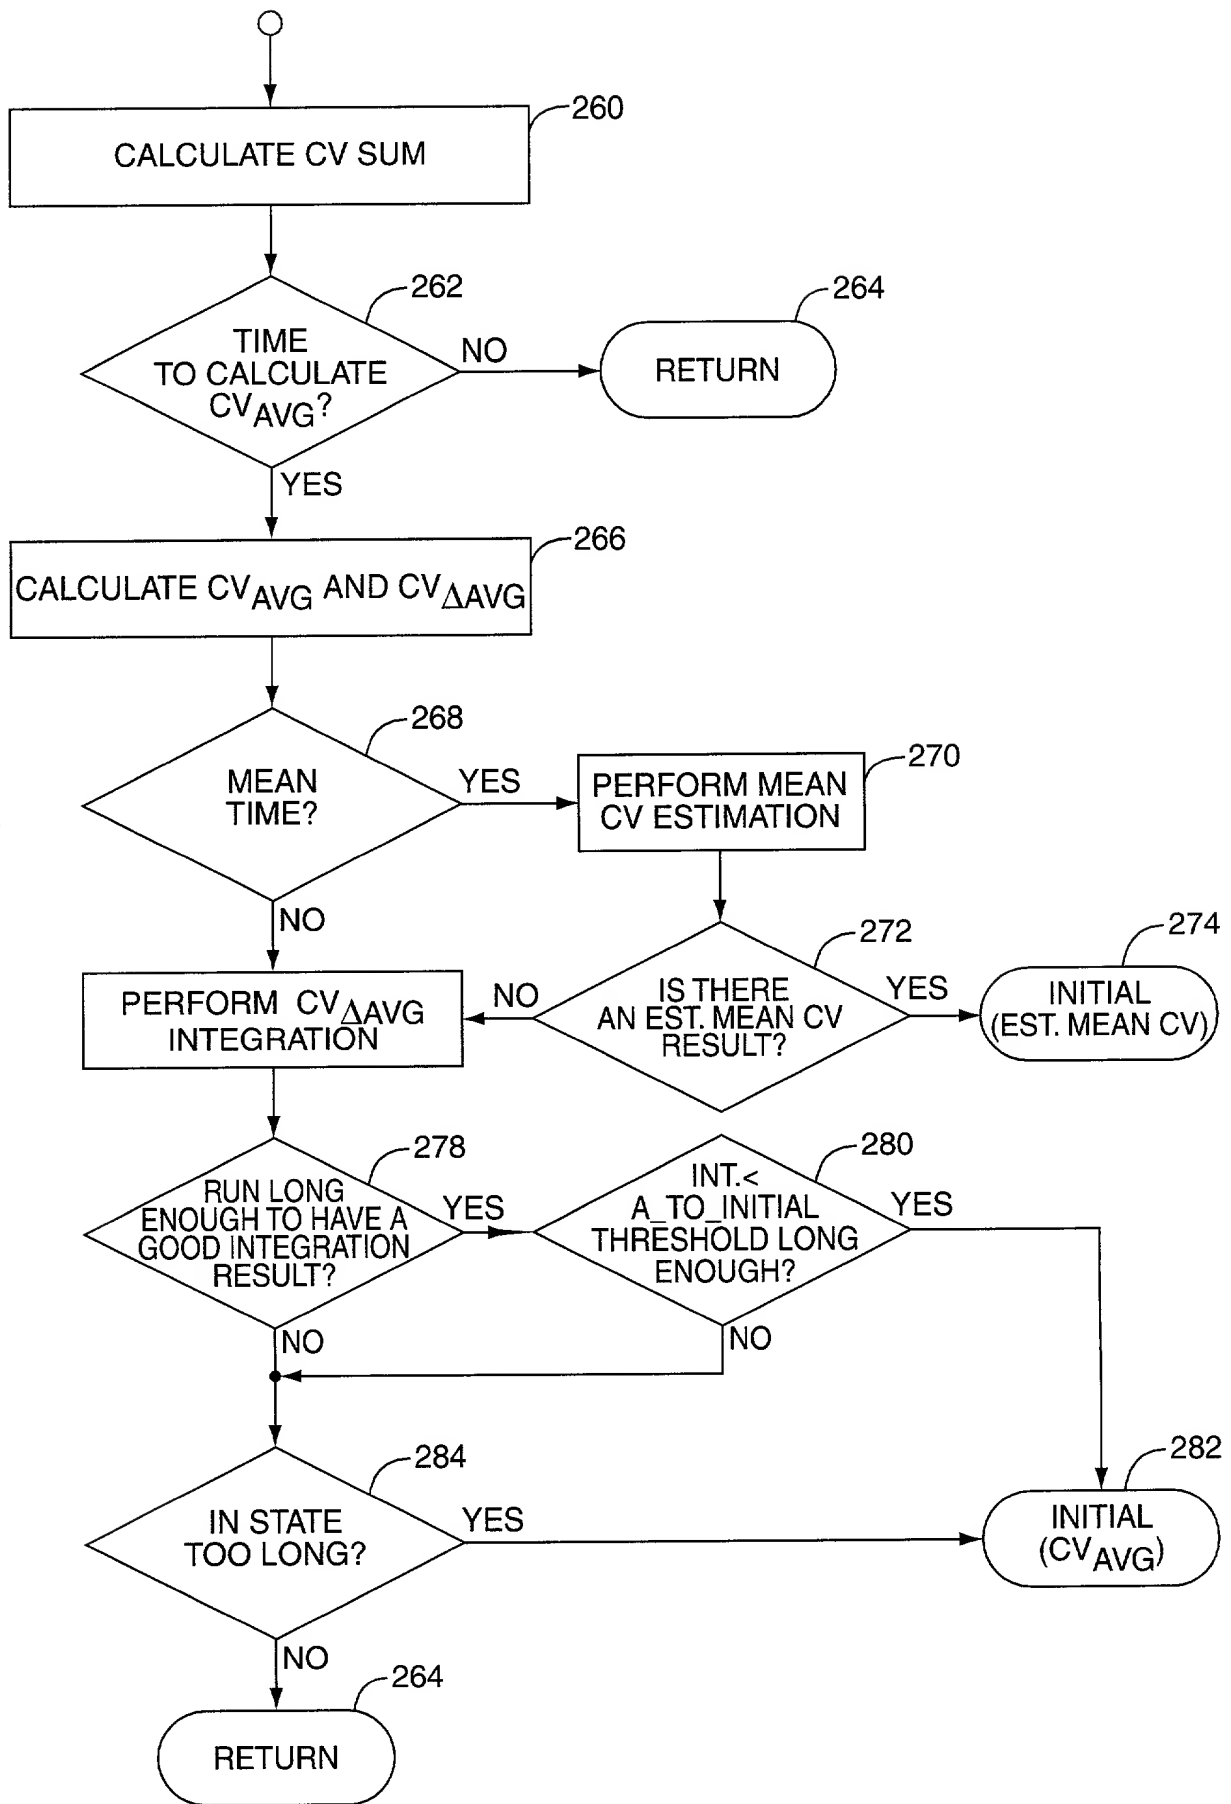 260
CALCULATE CV SUM
262
264
TIME
TO CALCULATE
CVAVG?
NO
RETURN
YES
266
CALCULATE CVAVG AND CVΔAVG
268
270
MEAN
TIME?
YES
PERFORM MEAN
CV ESTIMATION
NO
272
274
PERFORM CVΔAVG
INTEGRATION
NO
IS THERE
AN EST. MEAN CV
RESULT?
YES
INITIAL
(EST. MEAN CV)
278
280
RUN LONG
ENOUGH TO HAVE A
GOOD INTEGRATION
RESULT?
YES
INT.<
A_TO_INITIAL
THRESHOLD LONG
ENOUGH?
YES
NO
NO
284
282
IN STATE
TOO LONG?
YES
INITIAL
(CVAVG)
NO
264
RETURN